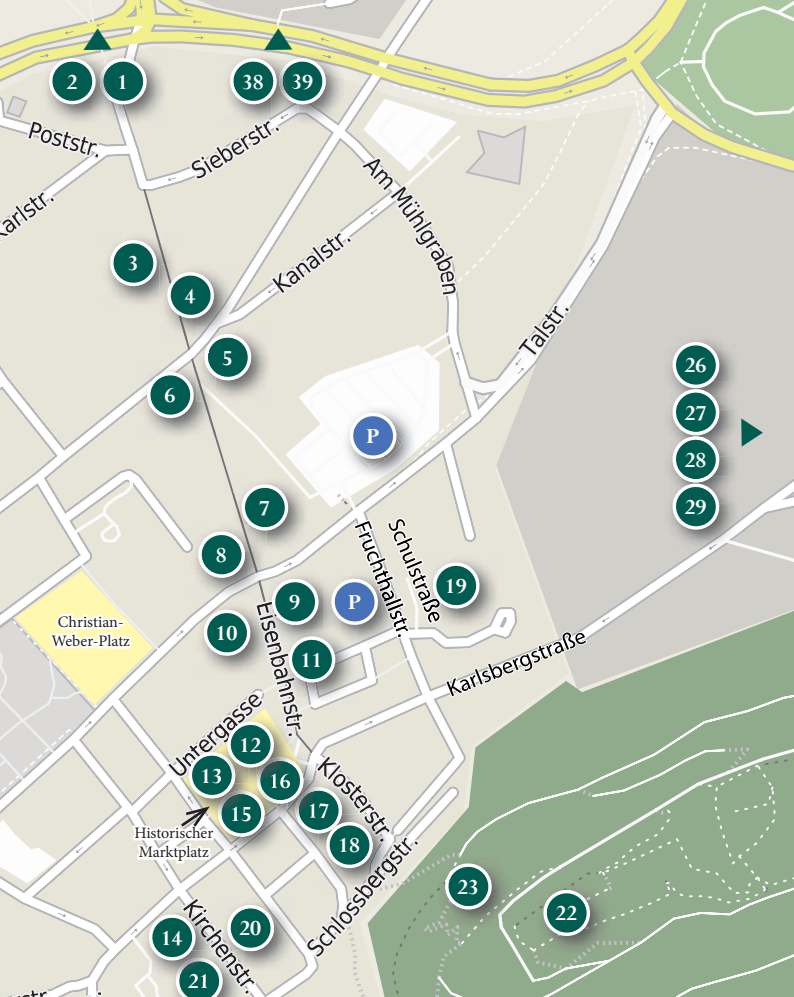 2
1
38
39
Poststr.
Sieberstr.
Karlstr.
Am Mühlgraben
3
4
Kanalstr.
5
6
Talstr.
26
27
28
29
P
7
8
Fruchthallstr.
Schulstraße
19
9
P
10
11
Eisenbahnstr.
Christian-
Weber-Platz
Karlsbergstraße
Untergasse
12
13
16
15
17
18
Klosterstr.
Historischer
Marktplatz
Schlossbergstr.
23
22
14
20
21
Kirchenstr.
str.